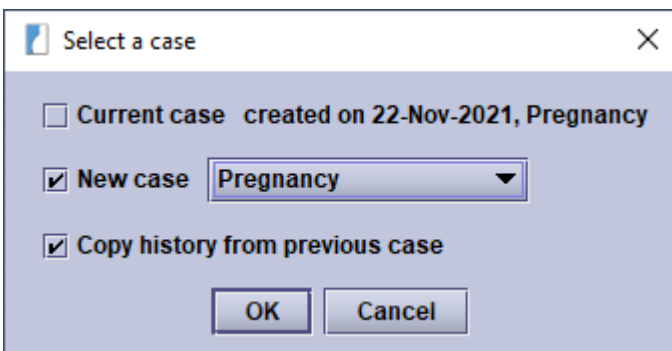 Select a case
Current case created on 22-Nov-2021, Pregnancy
New case Pregnancy
Copy history from previous case
OK Cancel